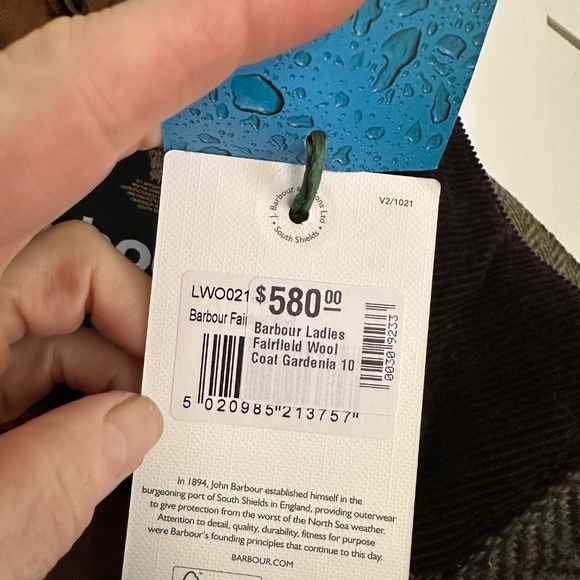 J. Barbour a ons Ltd
• South Shields •
V2/1021
LWO021
Barbour Fai
$580.00
Barbour Ladies
Fairfield Wool
Coat Gardenia 10
00309233
5 020985"213757"
In 1894, John Barbour established himself in the
burgeoning port of South Shields in England, providing outerwear
to give protection from the worst of the North Sea weather.
Attention to detail, quality, durability, fitness for purpose
were Barbour's founding principles that continue to this day.
BARBOUR.COM